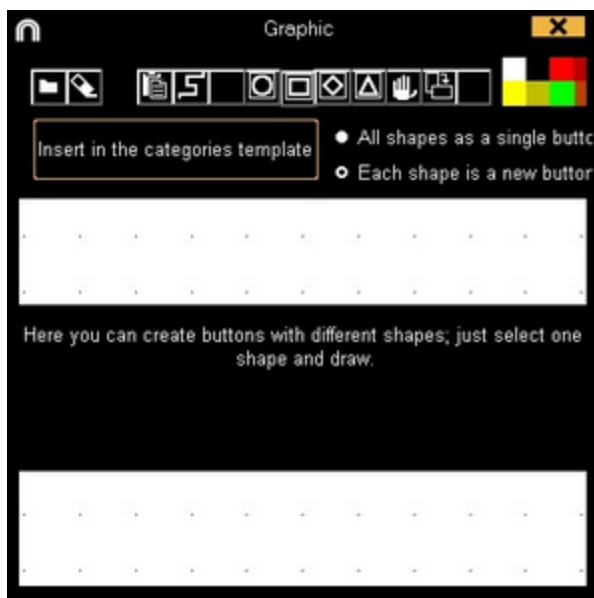 Graphic
Insert in the categories template
All shapes as a single butto
Each shape is a new button
Here you can create buttons with different shapes; just select one
shape and draw.